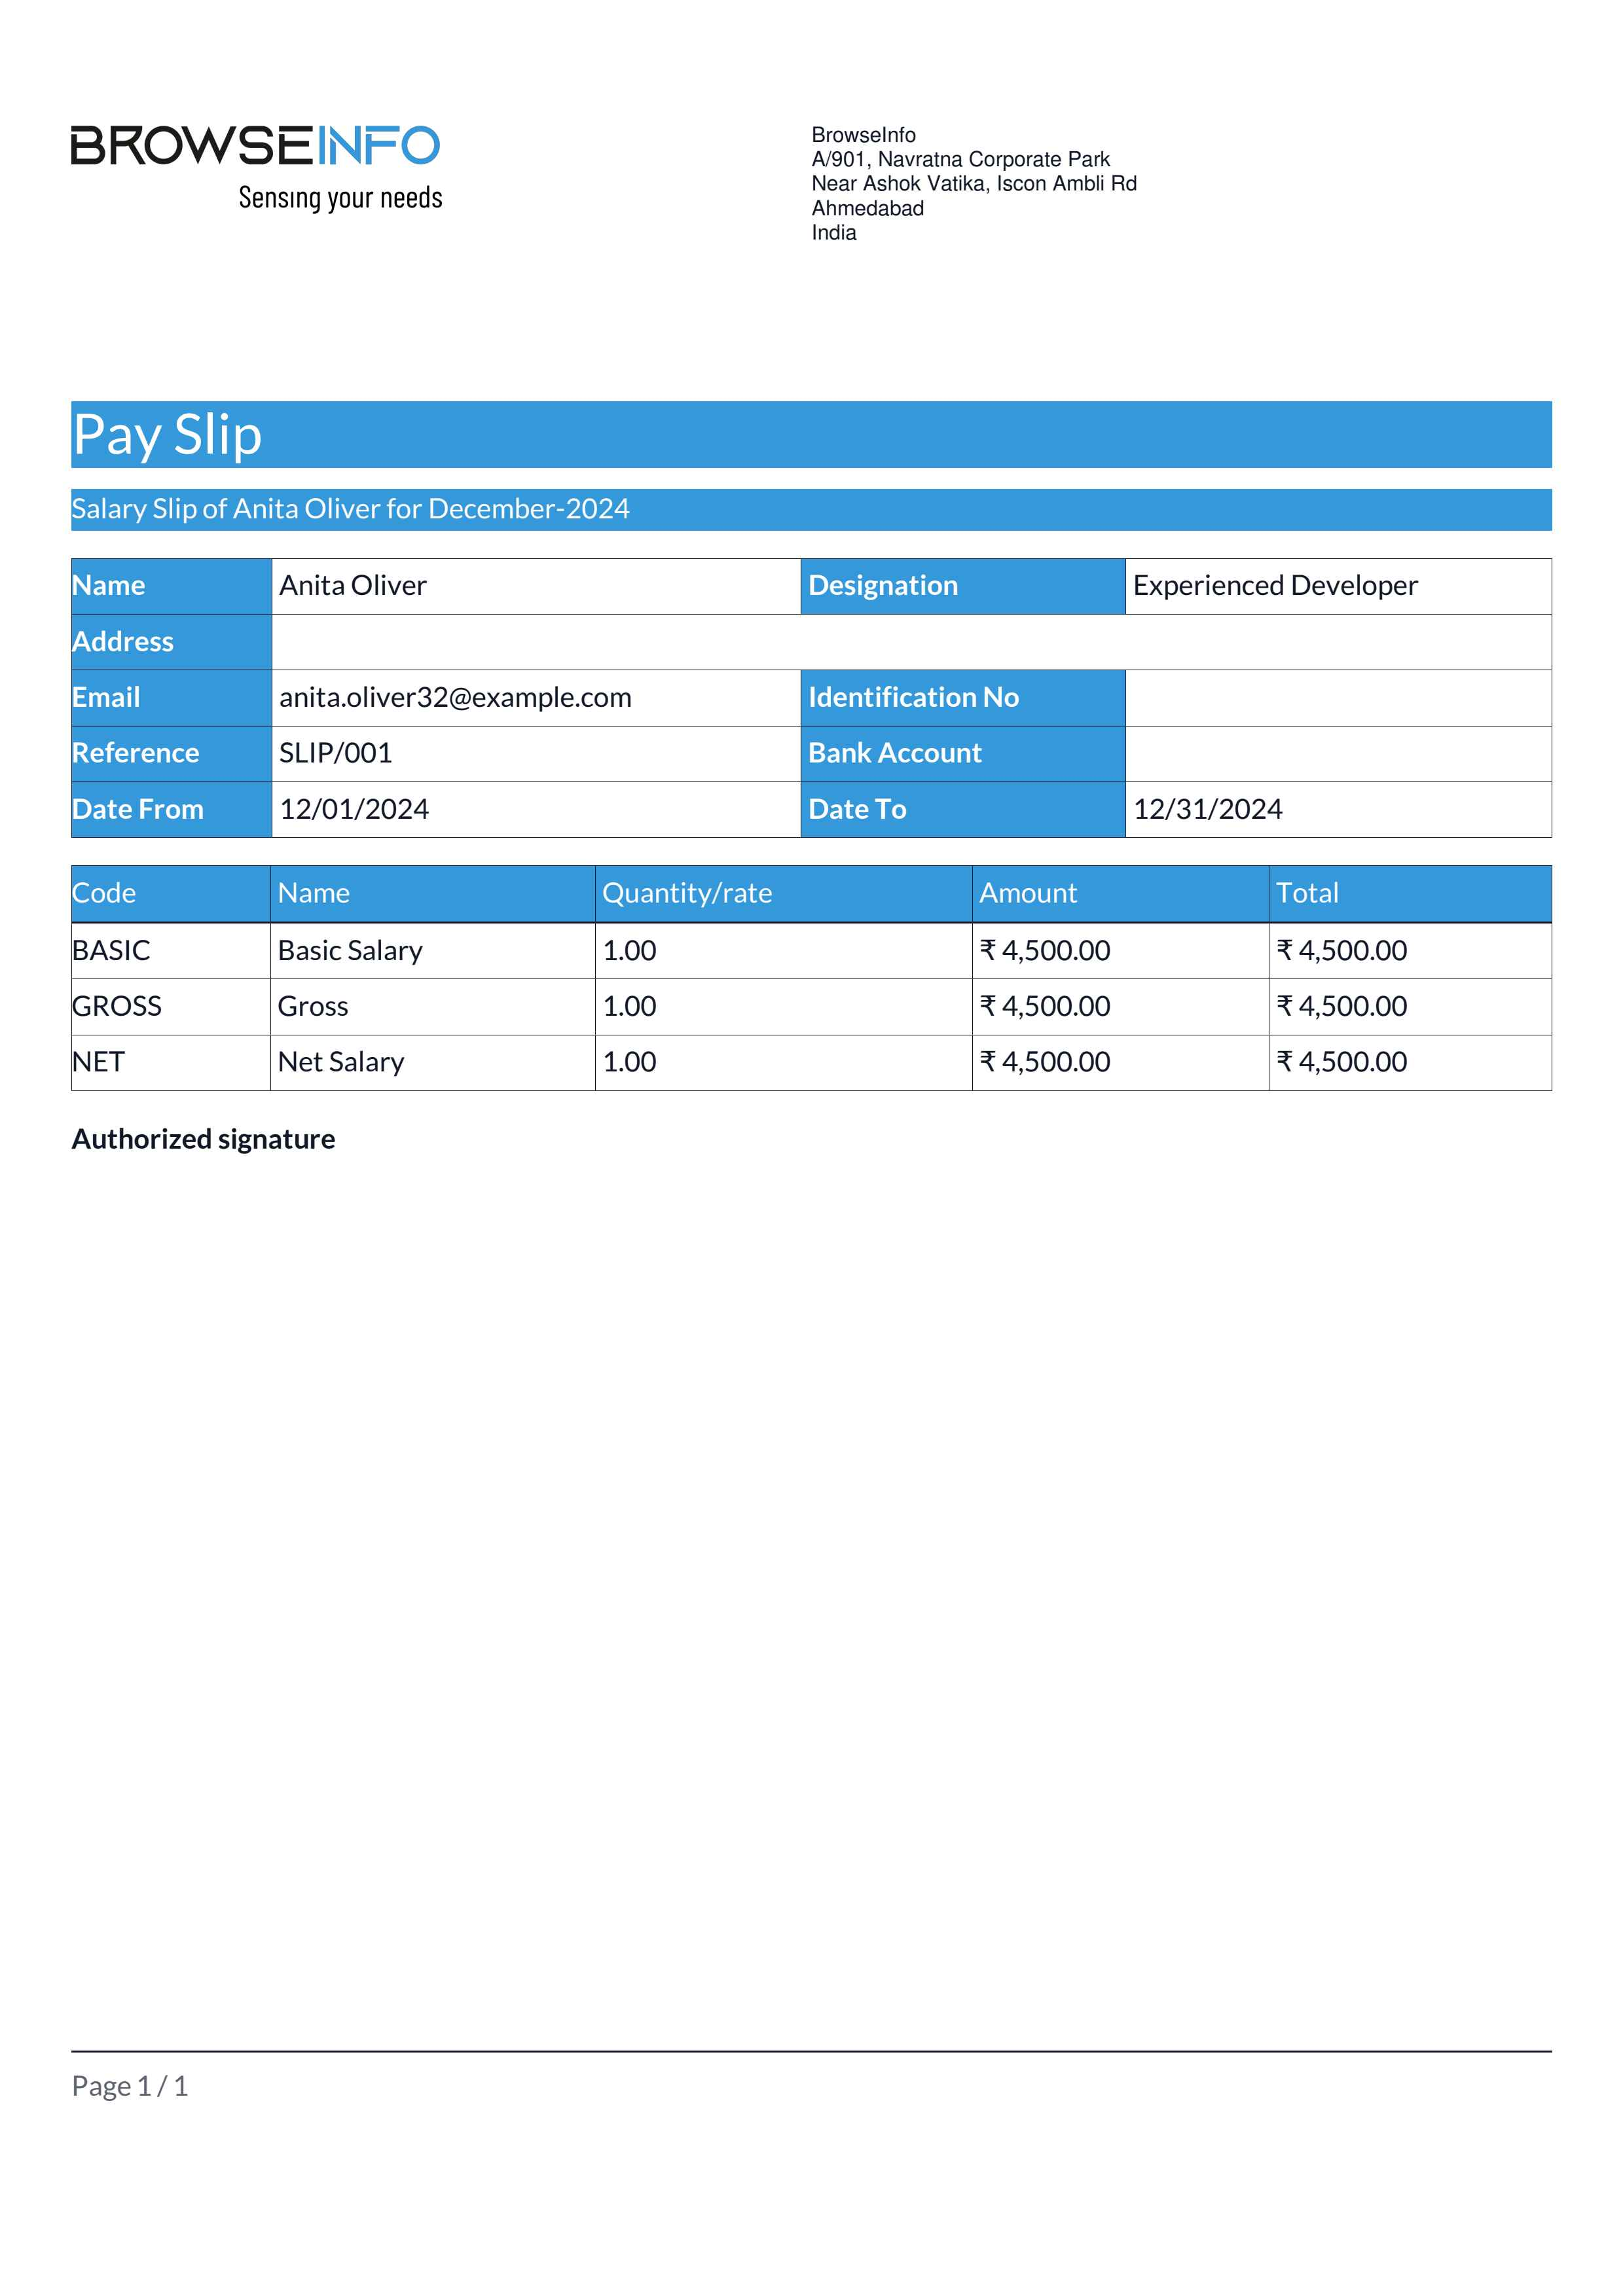 BROWSEINFO
Sensing your needs
BrowseInfo
A/901, Navratna Corporate Park
Near Ashok Vatika, Iscon Ambli Rd
Ahmedabad
India
Pay Slip
Salary Slip of Anita Oliver for December-2024
Name Anita Oliver Designation Experienced Developer
Address
Email anita.oliver32@example.com Identification No
Reference SLIP/001 Bank Account
Date From 12/01/2024 Date To 12/31/2024
Code Name Quantity/rate Amount Total
BASIC Basic Salary 1.00 ₹ 4,500.00 ₹ 4,500.00
GROSS Gross 1.00 ₹ 4,500.00 ₹ 4,500.00
NET Net Salary 1.00 ₹ 4,500.00 ₹ 4,500.00
Authorized signature
Page 1 / 1